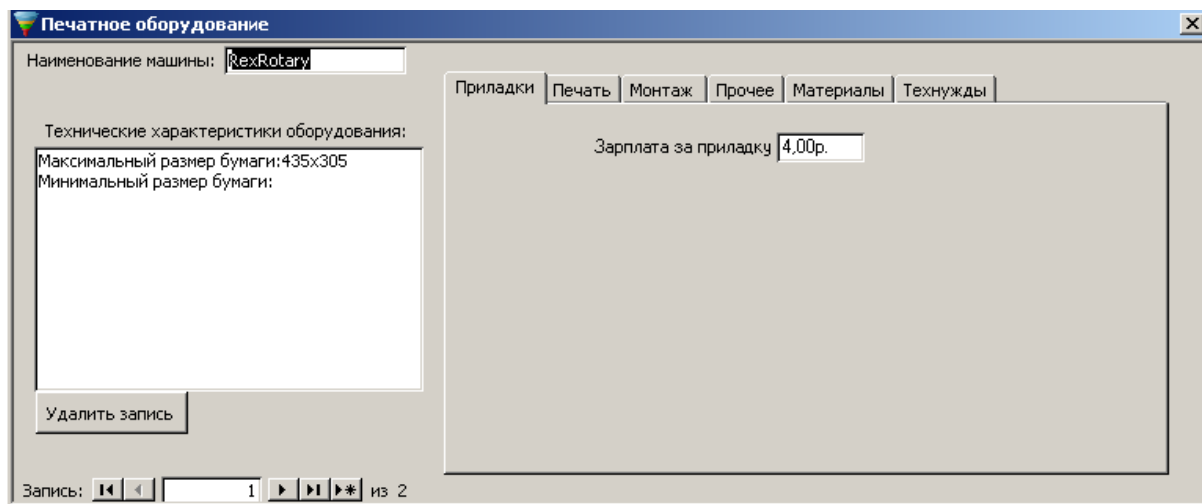 Печатное оборудование
Наименование машины: RexRotary
Технические характеристики оборудования:
Максимальный размер бумаги:435x305
Минимальный размер бумаги:
Удалить запись
Запись: 1 из 2
Приладки Печать Монтаж Прочее Материалы Технужды
Зарплата за приладку 4,00р.